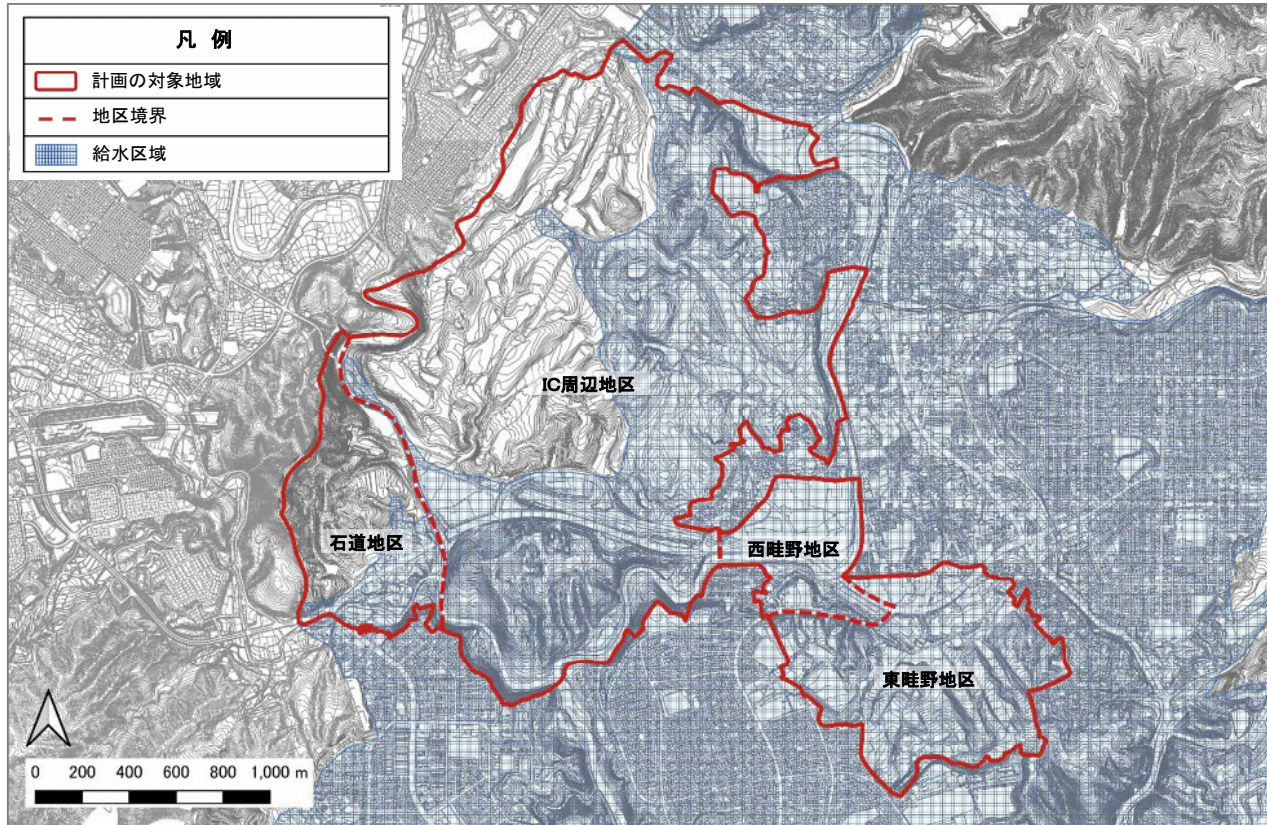 凡 例
計画の対象地域
地区境界
給水区域
IC周辺地区
石道地区
西畦野地区
東畦野地区
0 200 400 600 800 1,000 m